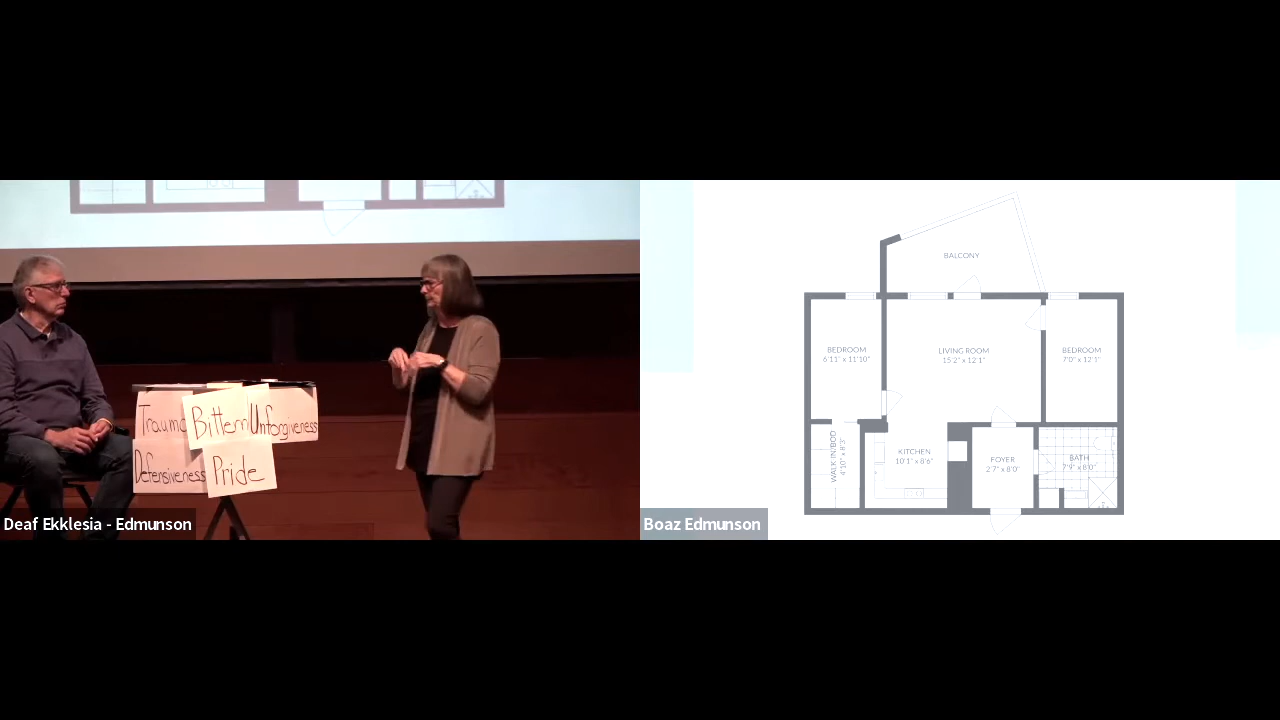 Trauma
Bittern
Unforgiveness
Defensiveness
Pride
Deaf Ekklesia - Edmunson
BALCONY
BEDROOM
6'11" x 11'10"
LIVING ROOM
15'2" x 12'1"
BEDROOM
7'0" x 12'1"
WALK IN/BOD
4'10" x 8'3"
KITCHEN
10'1" x 8'6"
FOYER
2'7" x 8'0"
BATH
7'9" x 8'0"
Boaz Edmunson